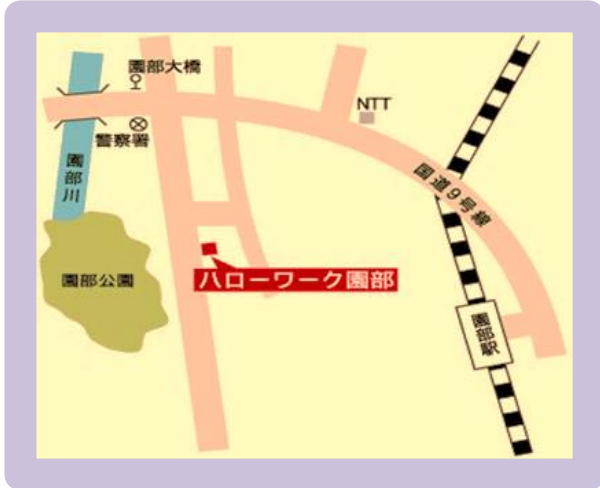 園部大橋
NTT
警察署
園部川
国道9号線
園部公園
ハローワーク園部
園部駅